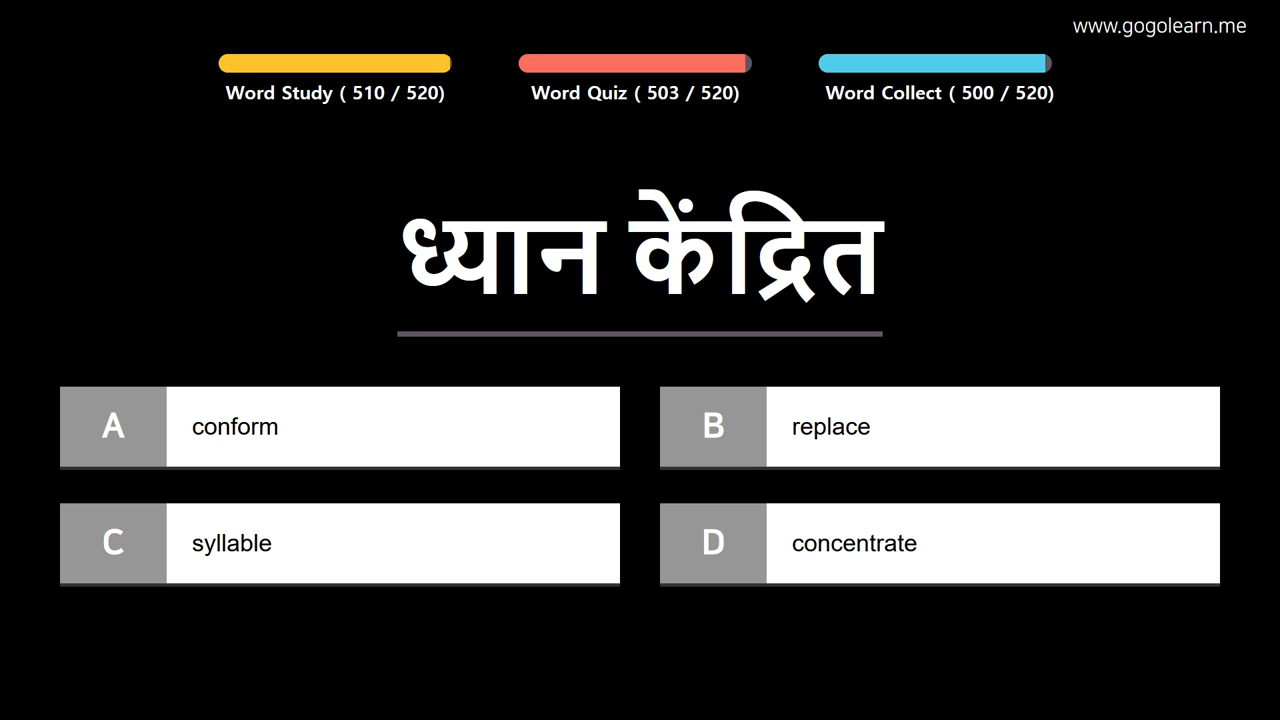 www.gogolearn.me
Word Study ( 510 / 520)
Word Quiz ( 503 / 520)
Word Collect ( 500 / 520)
ध्यान केंद्रित
A
conform
B
replace
C
syllable
D
concentrate